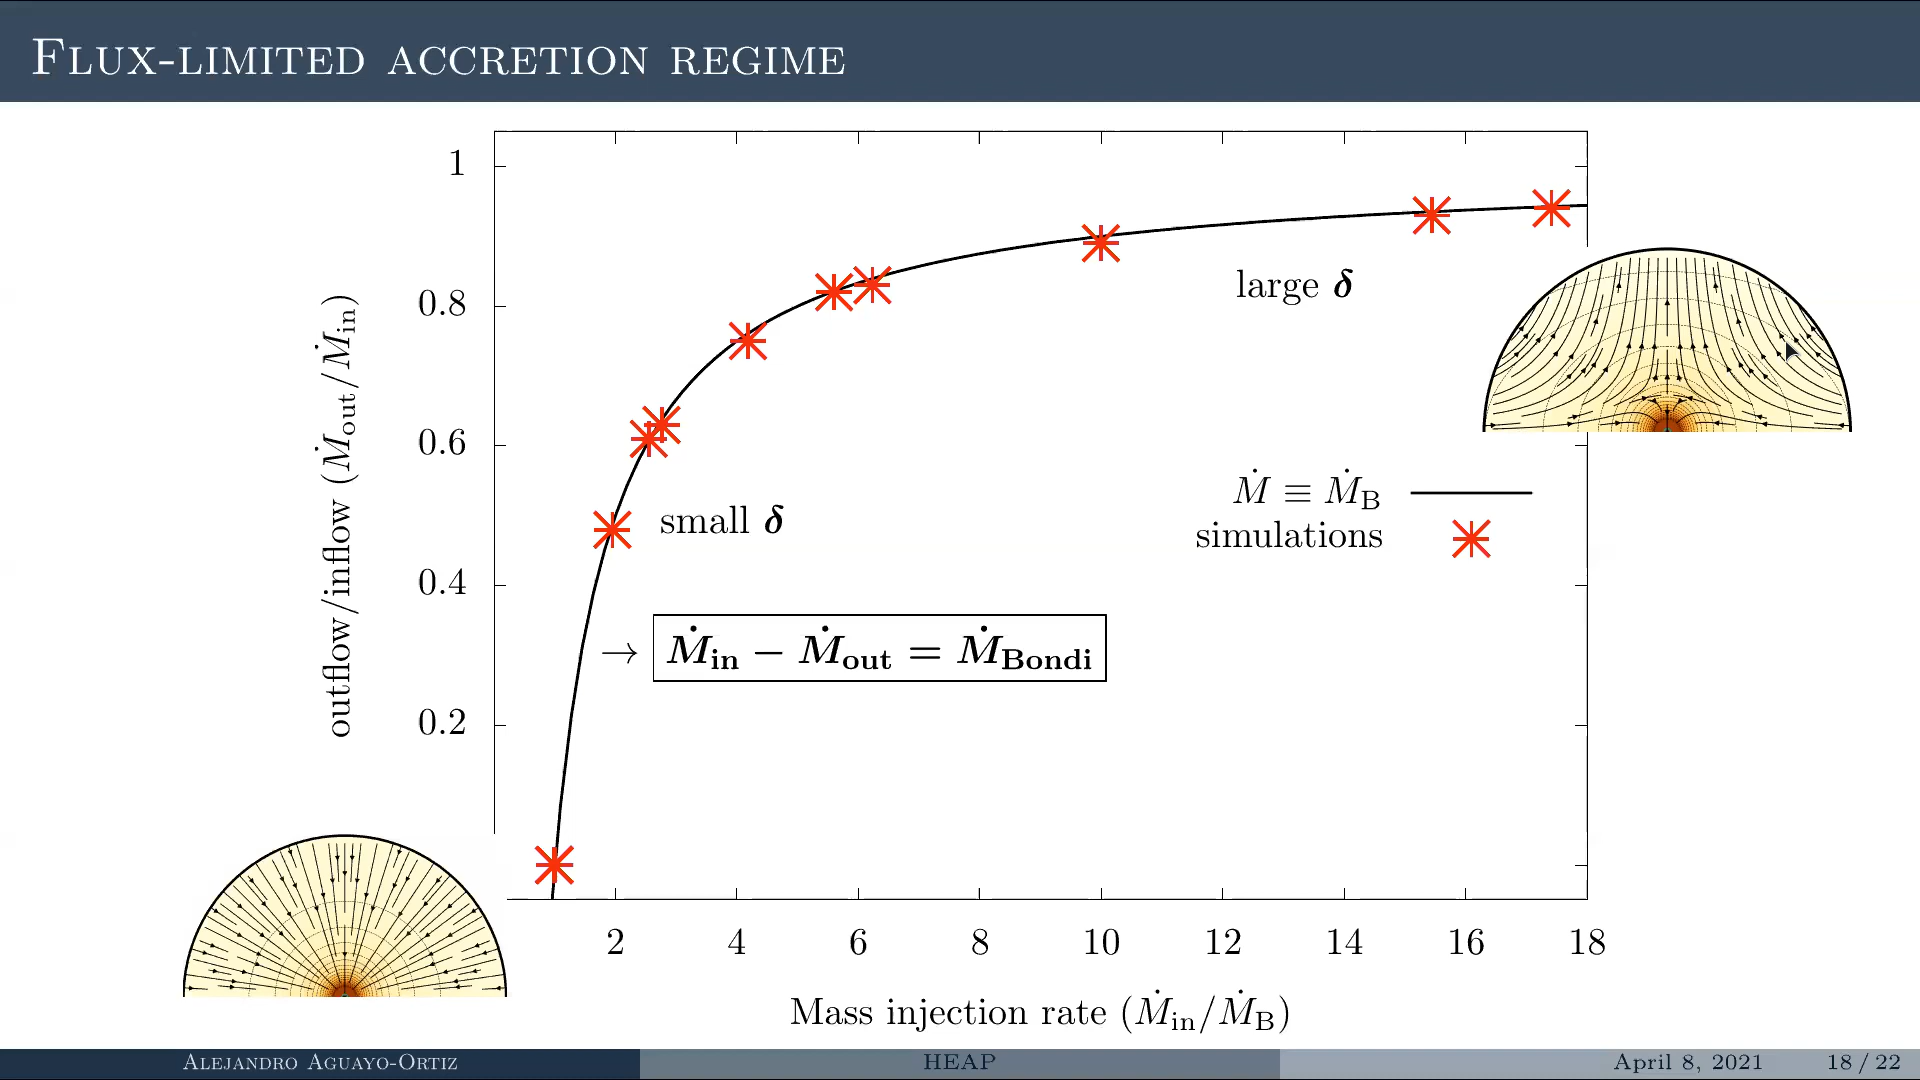 Flux-limited accretion regime
1
0.8
0.6
0.4
0.2
outflow/inflow (Ṁout/Ṁin)
large δ
small δ
Ṁ ≡ ṀB
simulations
→ Ṁin − Ṁout = ṀBondi
2 4 6 8 10 12 14 16 18
Mass injection rate (Ṁin/ṀB)
Alejandro Aguayo-Ortiz HEAP April 8, 2021 18 / 22